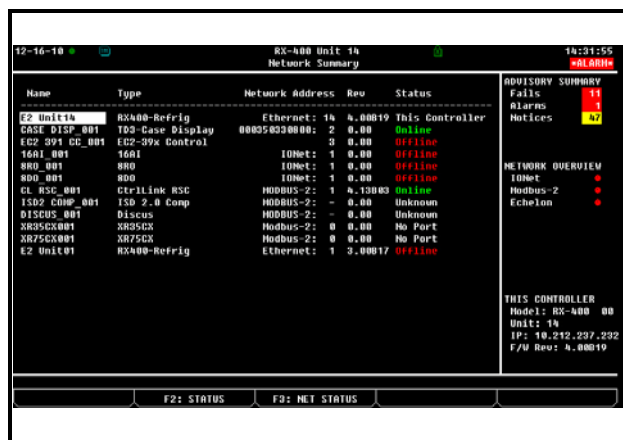 12-16-10 RX-400 Unit 14 14:31:55
Network Summary *ALARM*
Name Type Network Address Rev Status
E2 Unit14 RX400-Refrig Ethernet: 14 4.00B19 This Controller
CASE DISP_001 TD3-Case Display 000350330800: 2 0.00 Online
EC2 391 CC_001 EC2-39x Control 3 0.00 Offline
16AI_001 16AI IONet: 1 0.00 Offline
8RO_001 8RO IONet: 1 0.00 Offline
8DO_001 8DO IONet: 1 0.00 Offline
CL RSC_001 CtrlLink RSC MODBUS-2: 1 4.13B03 Online
ISD2 COMP_001 ISD 2.0 Comp MODBUS-2: - 0.00 Unknown
DISCUS_001 Discus MODBUS-2: - 0.00 Unknown
XR35CX001 XR35CX Modbus-2: 0 0.00 No Port
XR75CX001 XR75CX Modbus-2: 0 0.00 No Port
E2 Unit01 RX400-Refrig Ethernet: 1 3.00B17 Offline
ADVISORY SUMMARY
Fails 11
Alarms 1
Notices 47
NETWORK OVERVIEW
IONet
Modbus-2
Echelon
THIS CONTROLLER
Model: RX-400 00
Unit: 14
IP: 10.212.237.232
F/W Rev: 4.00B19
F2: STATUS F3: NET STATUS